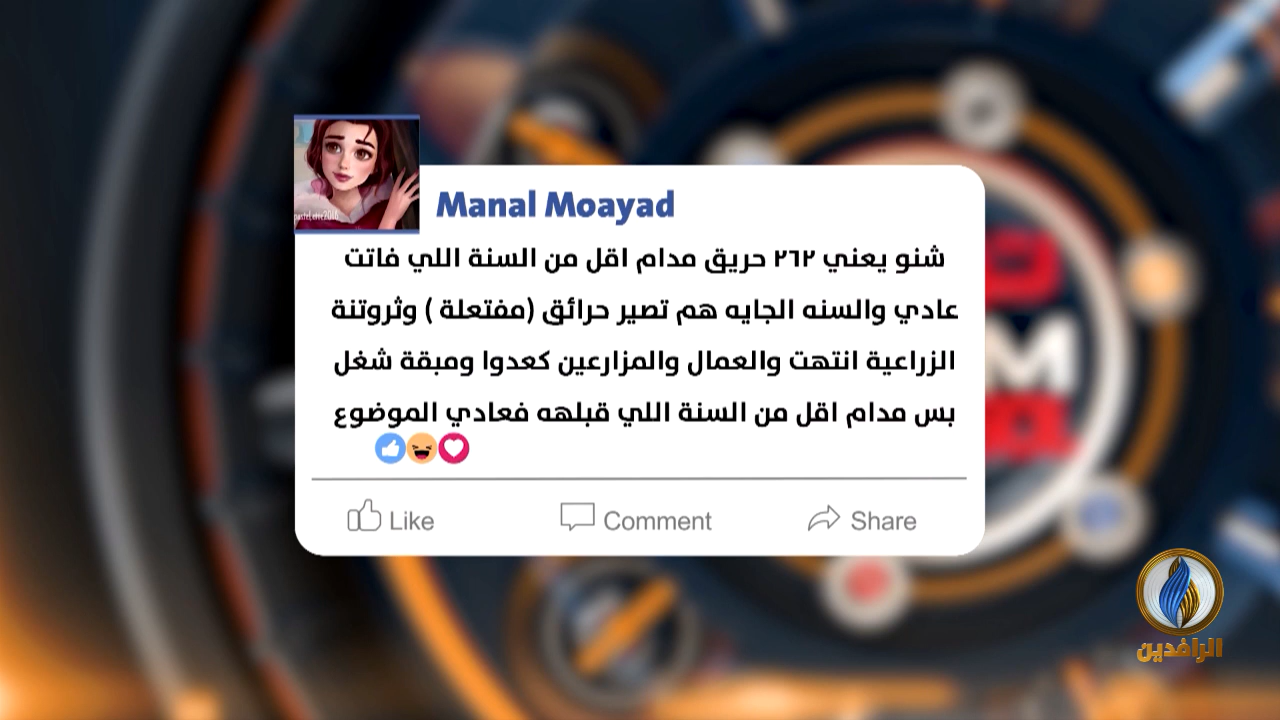 Manal Moayad
شنو يعني ٢٦٢ حريق مدام اقل من السنة اللي فاتت
عادي والسنه الجايه هم تصير حرائق (مفتعلة ) وثروتنة
الزراعية انتهت والعمال والمزارعين كعدوا ومبقة شغل
بس مدام اقل من السنة اللي قبلهه فعادي الموضوع
Like Comment Share
الرافدين